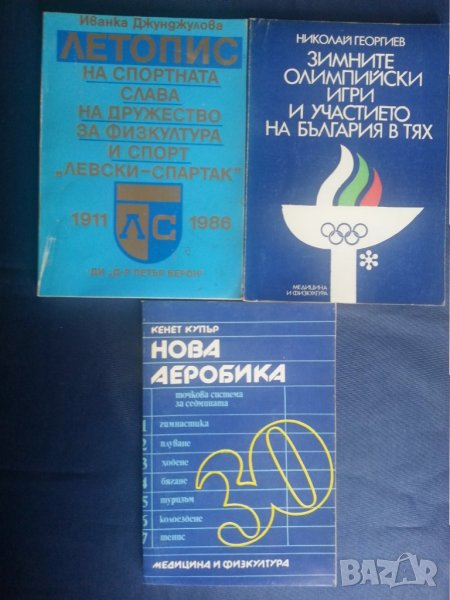 Иванка Джунджулова
ЛЕТОПИС
НА СПОРТНАТА
СЛАВА
НА ДРУЖЕСТВО
ЗА ФИЗКУЛТУРА
И СПОРТ
„ЛЕВСКИ–СПАРТАК"
1911 ЛС 1986
ДИ „Д-Р ПЕТЪР БЕРОН"
НИКОЛАЙ ГЕОРГИЕВ
ЗИМНИТЕ
ОЛИМПИЙСКИ
ИГРИ
И УЧАСТИЕТО
НА БЪЛГАРИЯ В ТЯХ
МЕДИЦИНА
И ФИЗКУЛТУРА
КЕНЕТ КУПЪР
НОВА
АЕРОБИКА
точкова система
за седмината
1 гимнастика
2 плуване
3 ходене
4 бягане
5 туризъм
6 колоездене
7 тенис
30
МЕДИЦИНА И ФИЗКУЛТУРА
BAZAR